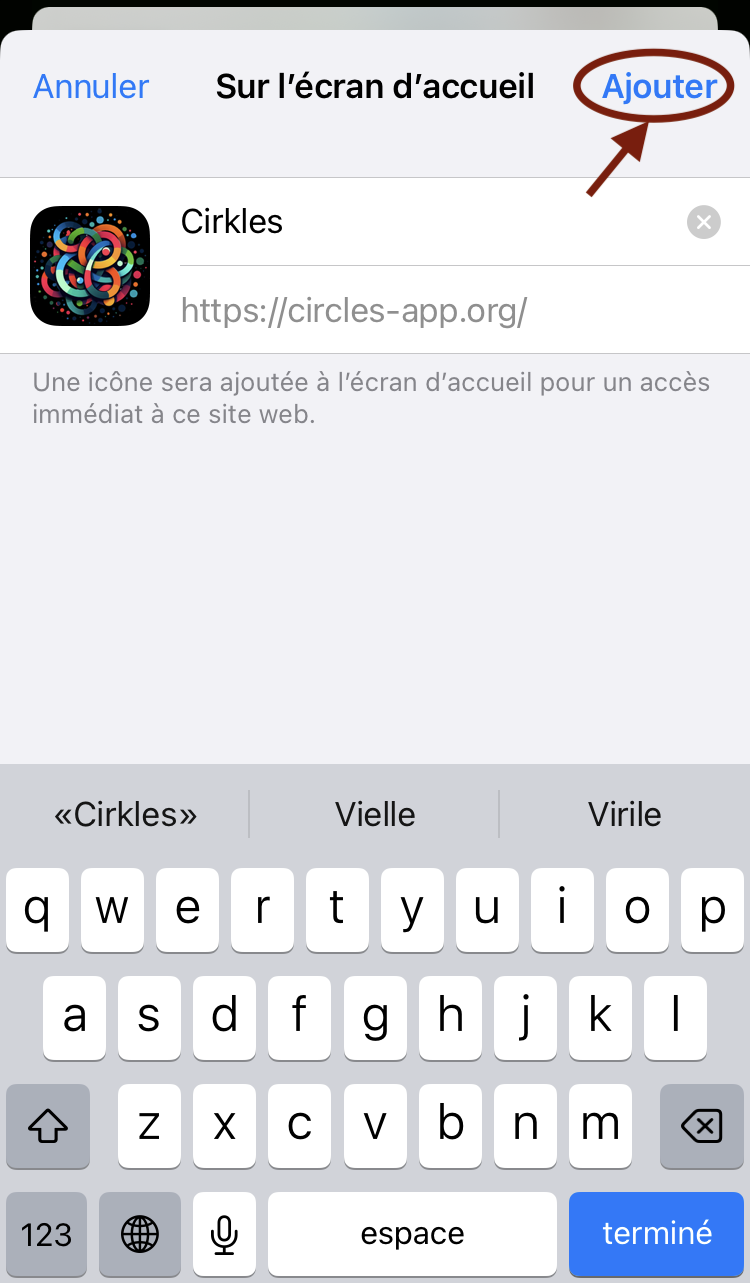 Annuler Sur l’écran d’accueil Ajouter
Cirkles
https://circles-app.org/
Une icône sera ajoutée à l’écran d’accueil pour un accès
immédiat à ce site web.
«Cirkles» Vielle Virile
q w e r t y u i o p
a s d f g h j k l
z x c v b n m
123 espace terminé